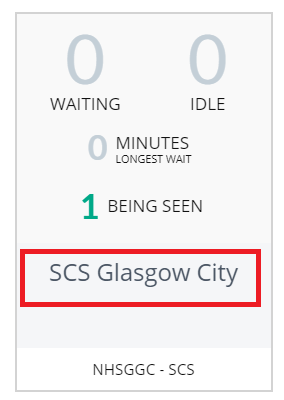 0 0
WAITING IDLE
0 MINUTES
LONGEST WAIT
1 BEING SEEN
SCS Glasgow City
NHSGGC - SCS